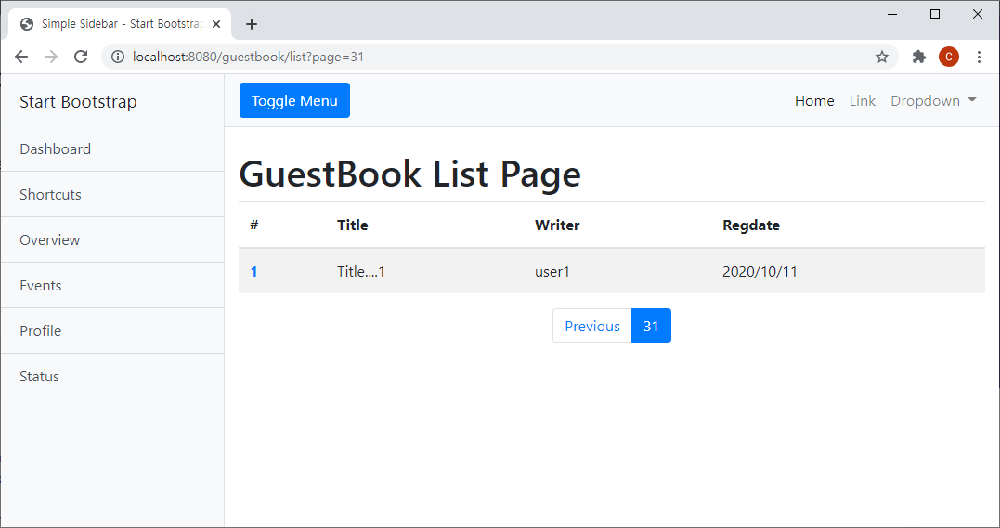 Simple Sidebar - Start Bootstrap
localhost:8080/guestbook/list?page=31
C
Start Bootstrap
Toggle Menu
Home Link Dropdown
Dashboard
Shortcuts
Overview
Events
Profile
Status
GuestBook List Page
# Title Writer Regdate
1 Title....1 user1 2020/10/11
Previous 31